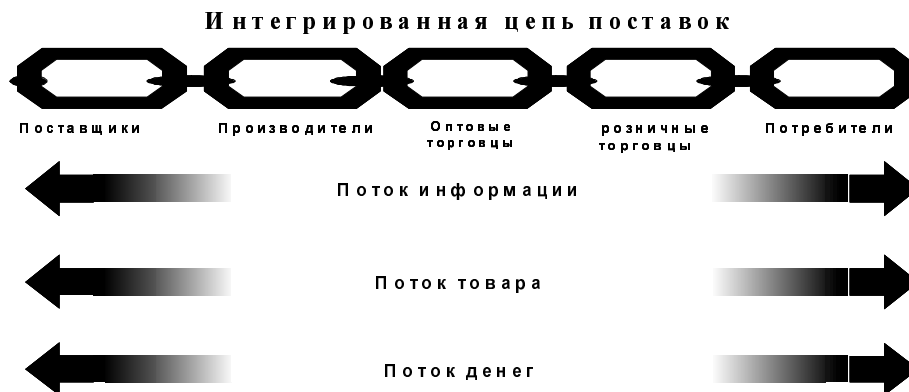 Интегрированная цепь поставок
Поставщики
Производители
Оптовые
торговцы
розничные
торговцы
Потребители
Поток информации
Поток товара
Поток денег